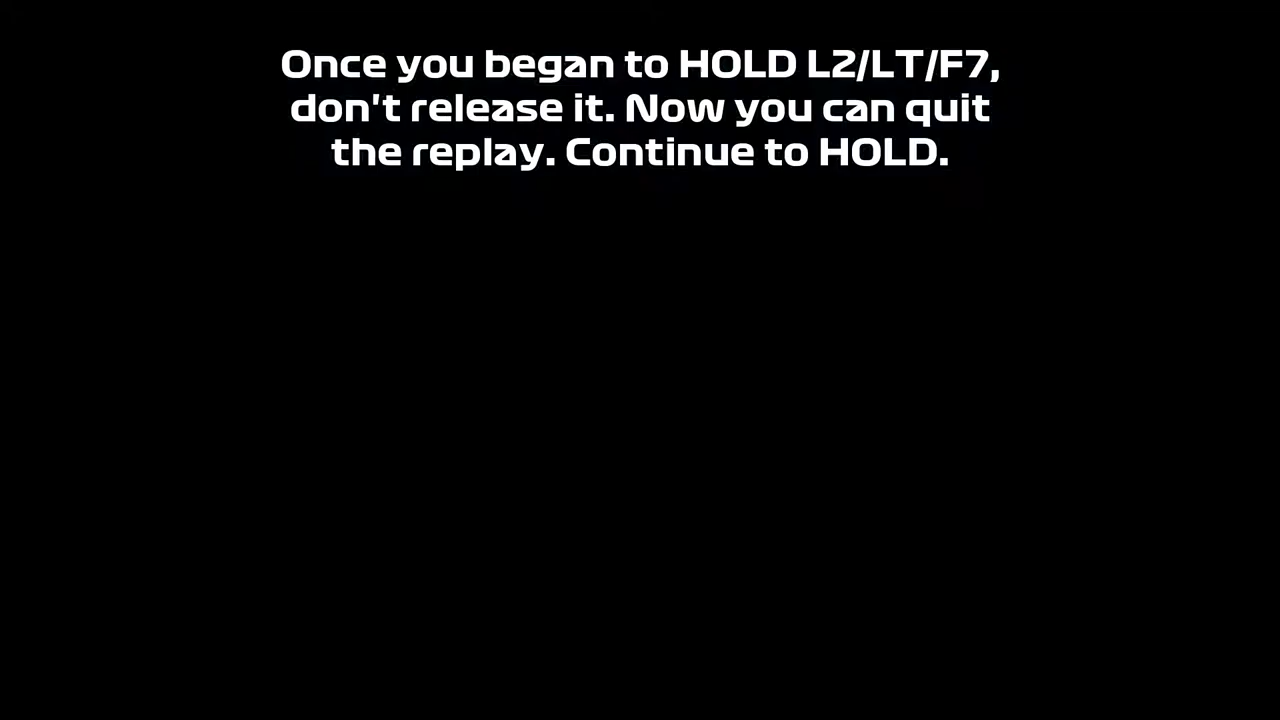 Once you began to HOLD L2/LT/F7,
don't release it. Now you can quit
the replay. Continue to HOLD.